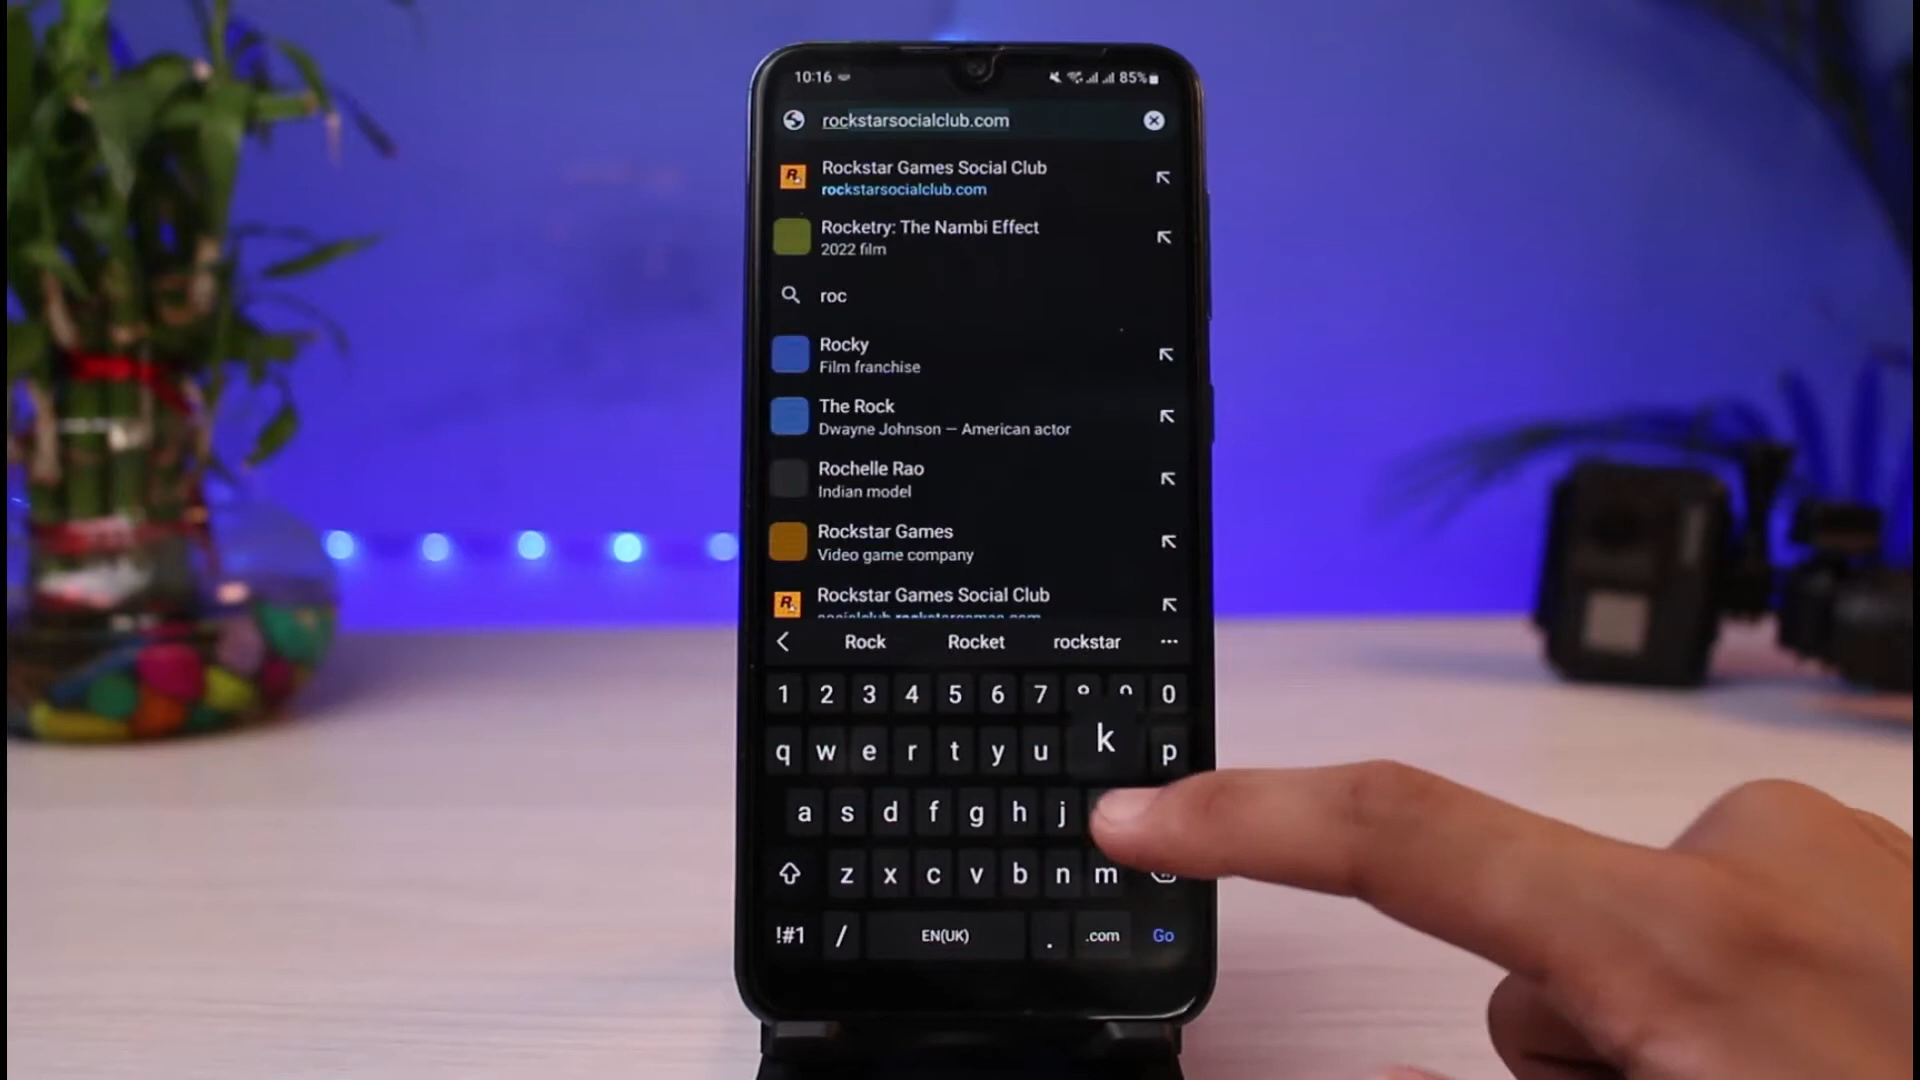 10:16 85%
rockstarsocialclub.com
Rockstar Games Social Club
rockstarsocialclub.com
Rocketry: The Nambi Effect
2022 film
roc
Rocky
Film franchise
The Rock
Dwayne Johnson — American actor
Rochelle Rao
Indian model
Rockstar Games
Video game company
Rockstar Games Social Club
Rock Rocket rockstar ...
1 2 3 4 5 6 7 0
q w e r t y u k p
a s d f g h j
z x c v b n m
!#1 / EN(UK) . .com Go